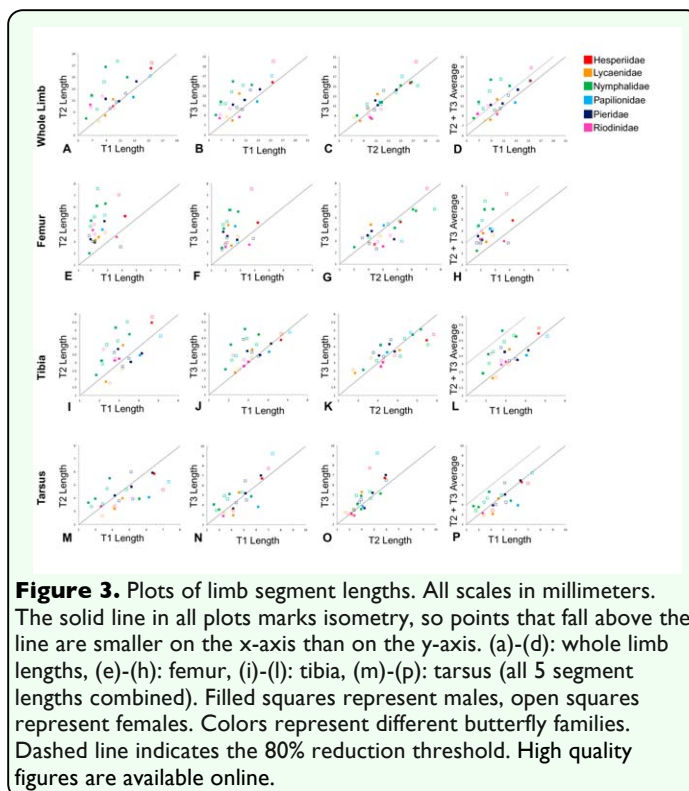 Whole Limb
T2 Length
T1 Length
A
T3 Length
T1 Length
B
T3 Length
T2 Length
C
T2 + T3 Average
T1 Length
D
Hesperiidae
Lycaenidae
Nymphalidae
Papilionidae
Pieridae
Riodinidae
Femur
T2 Length
T1 Length
E
T3 Length
T1 Length
F
T3 Length
T2 Length
G
T2 + T3 Average
T1 Length
H
Tibia
T2 Length
T1 Length
I
T3 Length
T1 Length
J
T3 Length
T2 Length
K
T2 + T3 Average
T1 Length
L
Tarsus
T2 Length
T1 Length
M
T3 Length
T1 Length
N
T3 Length
T2 Length
O
T2 + T3 Average
T1 Length
P
Figure 3. Plots of limb segment lengths. All scales in millimeters.
The solid line in all plots marks isometry, so points that fall above the
line are smaller on the x-axis than on the y-axis. (a)-(d): whole limb
lengths, (e)-(h): femur, (i)-(l): tibia, (m)-(p): tarsus (all 5 segment
lengths combined). Filled squares represent males, open squares
represent females. Colors represent different butterfly families.
Dashed line indicates the 80% reduction threshold. High quality
figures are available online.